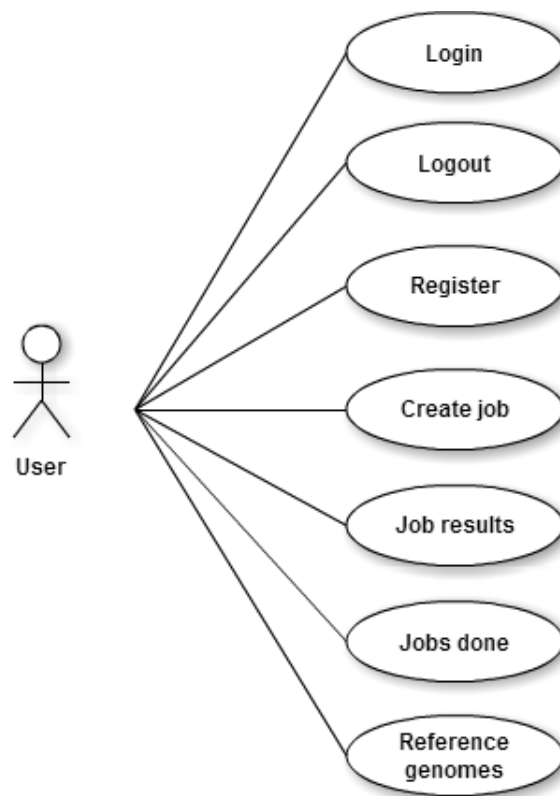 Login
Logout
Register
Create job
User
Job results
Jobs done
Reference
genomes